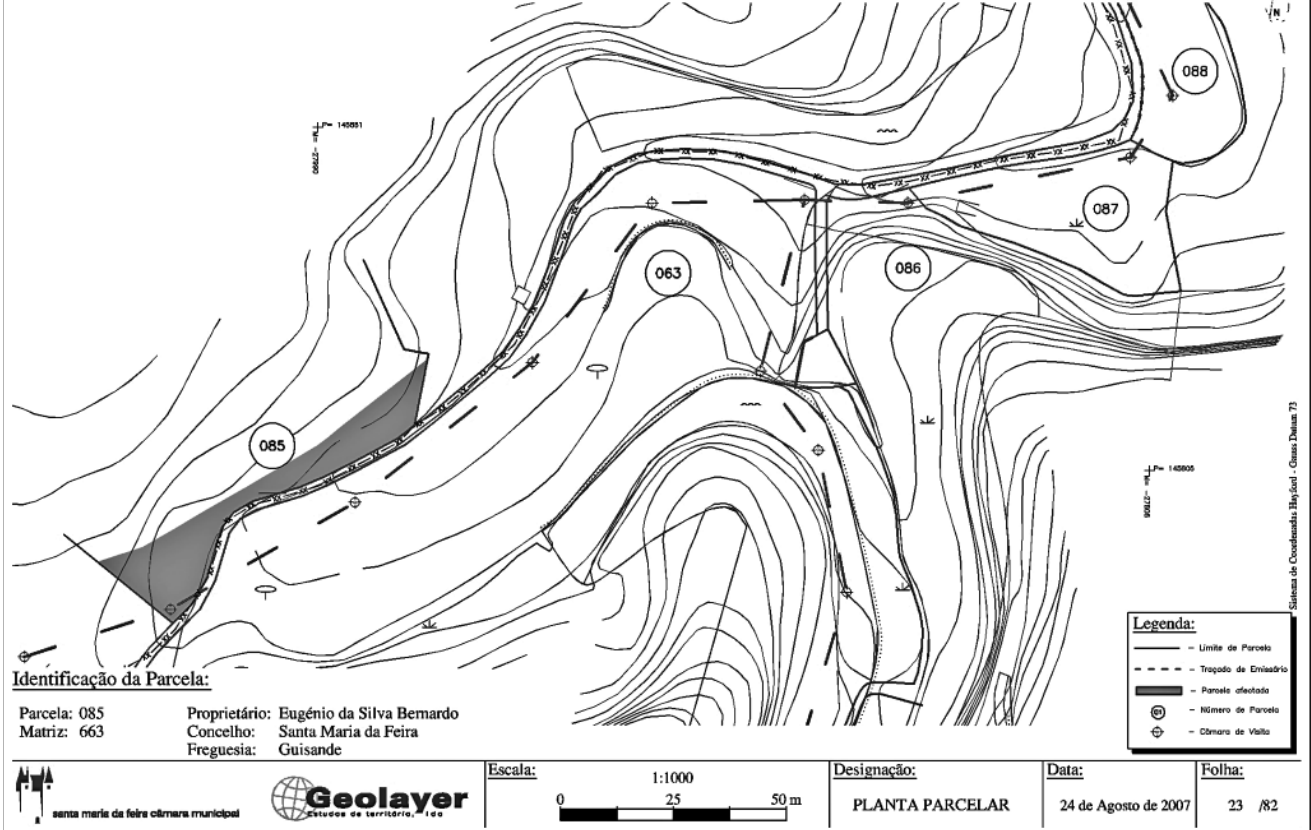 N
088
P= 145851
M= -27990
087
063
086
085
P= 145805
M= -27806
Sistema de Coordenadas Hayford - Gauss Datum 73
Legenda:
- Limite de Parcela
- Traçado de Emissário
- Parcela afectada
01 - Número de Parcela
- Câmara de Visita
Identificação da Parcela:
Parcela: 085 Proprietário: Eugénio da Silva Bernardo
Matriz: 663 Concelho: Santa Maria da Feira
Freguesia: Guisande
santa maria da feira câmara municipal
Geolayer
Estudos de território, lda
Escala:
1:1000
0 25 50 m
Designação:
PLANTA PARCELAR
Data:
24 de Agosto de 2007
Folha:
23 /82